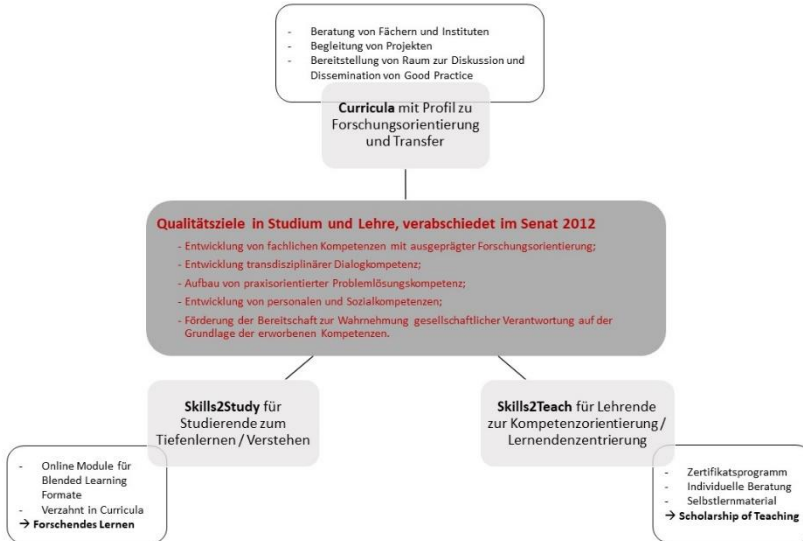 - Beratung von Fächern und Instituten
- Begleitung von Projekten
- Bereitstellung von Raum zur Diskussion und
Dissemination von Good Practice
Curricula mit Profil zu
Forschungsorientierung
und Transfer
Qualitätsziele in Studium und Lehre, verabschiedet im Senat 2012
- Entwicklung von fachlichen Kompetenzen mit ausgeprägter Forschungsorientierung;
- Entwicklung transdisziplinärer Dialogkompetenz;
- Aufbau von praxisorientierter Problemlösungskompetenz;
- Entwicklung von personalen und Sozialkompetenzen;
- Förderung der Bereitschaft zur Wahrnehmung gesellschaftlicher Verantwortung auf der
Grundlage der erworbenen Kompetenzen.
Skills2Study für
Studierende zum
Tiefenlernen / Verstehen
- Online Module für
Blended Learning
Formate
- Verzahnt in Curricula
→ Forschendes Lernen
Skills2Teach für Lehrende
zur Kompetenzorientierung /
Lernendenzentrierung
- Zertifikatsprogramm
- Individuelle Beratung
- Selbstlernmaterial
→ Scholarship of Teaching